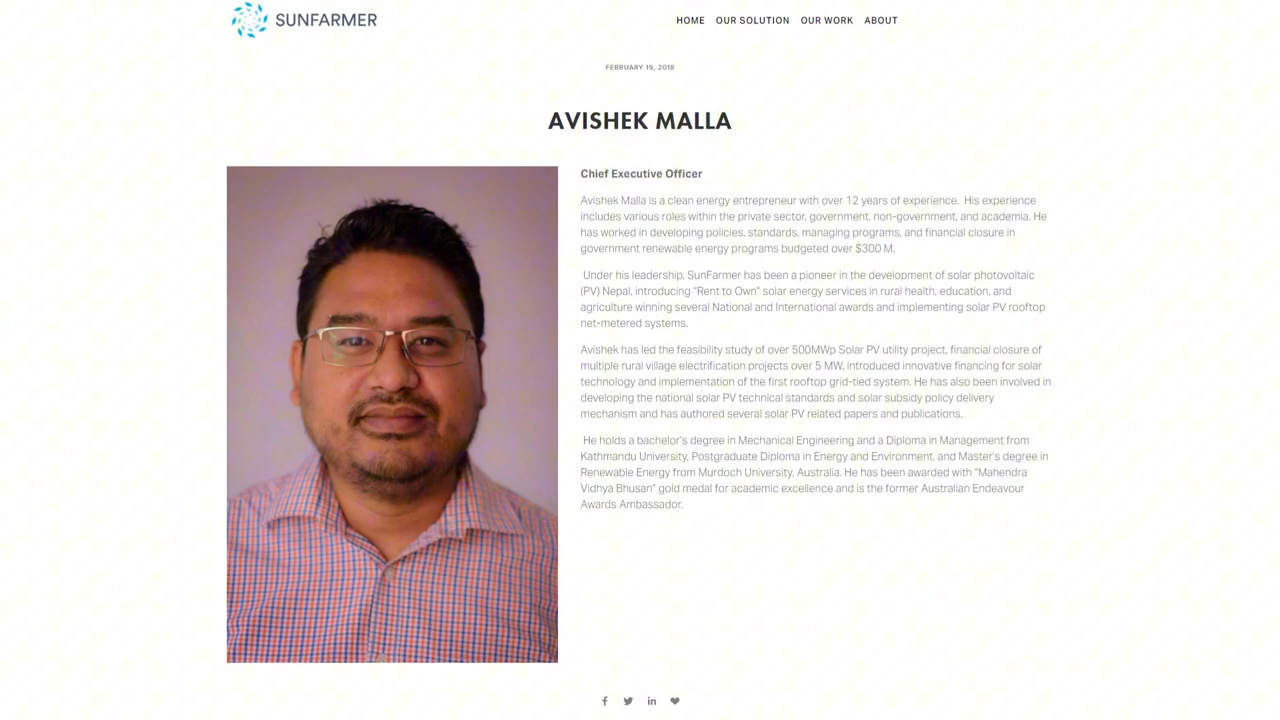 SUNFARMER
HOME OUR SOLUTION OUR WORK ABOUT
FEBRUARY 19, 2018
AVISHEK MALLA
Chief Executive Officer
Avishek Malla is a clean energy entrepreneur with over 12 years of experience. His experience
includes various roles within the private sector, government, non-government, and academia. He
has worked in developing policies, standards, managing programs, and financial closure in
government renewable energy programs budgeted over $300 M.
Under his leadership, SunFarmer has been a pioneer in the development of solar photovoltaic
(PV) Nepal, introducing “Rent to Own” solar energy services in rural health, education, and
agriculture winning several National and International awards and implementing solar PV rooftop
net-metered systems.
Avishek has led the feasibility study of over 500MWp Solar PV utility project, financial closure of
multiple rural village electrification projects over 5 MW, introduced innovative financing for solar
technology and implementation of the first rooftop grid-tied system. He has also been involved in
developing the national solar PV technical standards and solar subsidy policy delivery
mechanism and has authored several solar PV related papers and publications.
He holds a bachelor’s degree in Mechanical Engineering and a Diploma in Management from
Kathmandu University, Postgraduate Diploma in Energy and Environment, and Master’s degree in
Renewable Energy from Murdoch University, Australia. He has been awarded with “Mahendra
Vidhya Bhusan” gold medal for academic excellence and is the former Australian Endeavour
Awards Ambassador.